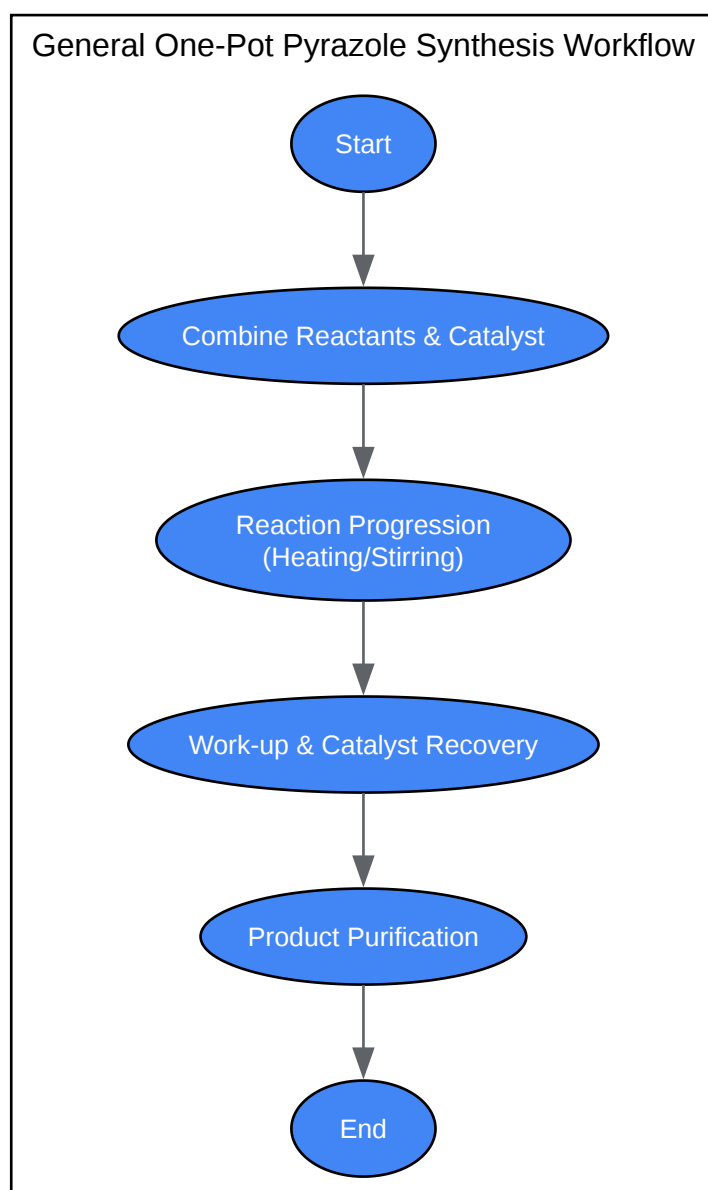 General One-Pot Pyrazole Synthesis Workflow
Start
Combine Reactants & Catalyst
Reaction Progression
(Heating/Stirring)
Work-up & Catalyst Recovery
Product Purification
End